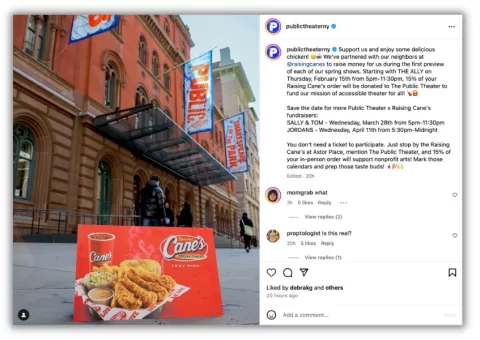 publictheaterny
publictheaterny Support us and enjoy some delicious
chicken! We've partnered with our neighbors at
@raisingcanes to raise money for us during the first preview
of each of our spring shows. Starting with THE ALLY on
Thursday, February 15th from 5pm-11:30pm, 15% of your
Raising Cane's order will be donated to The Public Theater to
fund our mission of accessible theater for all!
Save the date for more Public Theater x Raising Cane's
fundraisers:
SALLY & TOM - Wednesday, March 28th from 5pm-11:30pm
JORDANS - Wednesday, April 11th from 5:30pm-Midnight
You don't need a ticket to participate. Just stop by the Raising
Cane's at Astor Place, mention The Public Theater, and 15% of
your in-person order will support nonprofit arts! Mark those
calendars and prep those taste buds!
Edited · 20h
momgrab what
3h 5 likes Reply
View replies (2)
proptologist Is this real?
20h 5 likes Reply
View replies (1)
Liked by debrakg and others
20 hours ago
Add a comment...
Post
PUBLIC
PUBLIC
IN THE
PARK
Raising
Cane's
CHICKEN FINGERS
Cane's